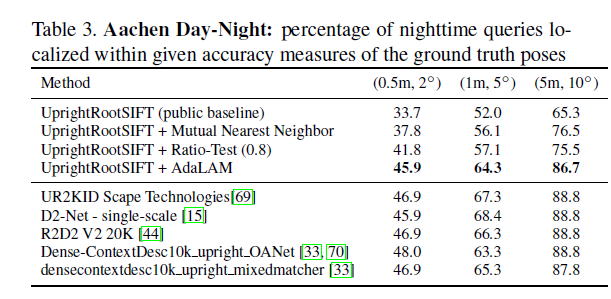 Table 3. Aachen Day-Night: percentage of nighttime queries lo-
calized within given accuracy measures of the ground truth poses
Method (0.5m, 2°) (1m, 5°) (5m, 10°)
UprightRootSIFT (public baseline) 33.7 52.0 65.3
UprightRootSIFT + Mutual Nearest Neighbor 37.8 56.1 76.5
UprightRootSIFT + Ratio-Test (0.8) 41.8 57.1 75.5
UprightRootSIFT + AdaLAM 45.9 64.3 86.7
UR2KID Scape Technologies[69] 46.9 67.3 88.8
D2-Net - single-scale [15] 45.9 68.4 88.8
R2D2 V2 20K [44] 46.9 66.3 88.8
Dense-ContextDesc10k_upright_OANet [33, 70] 48.0 63.3 88.8
densecontextdesc10k_upright_mixedmatcher [33] 46.9 65.3 87.8